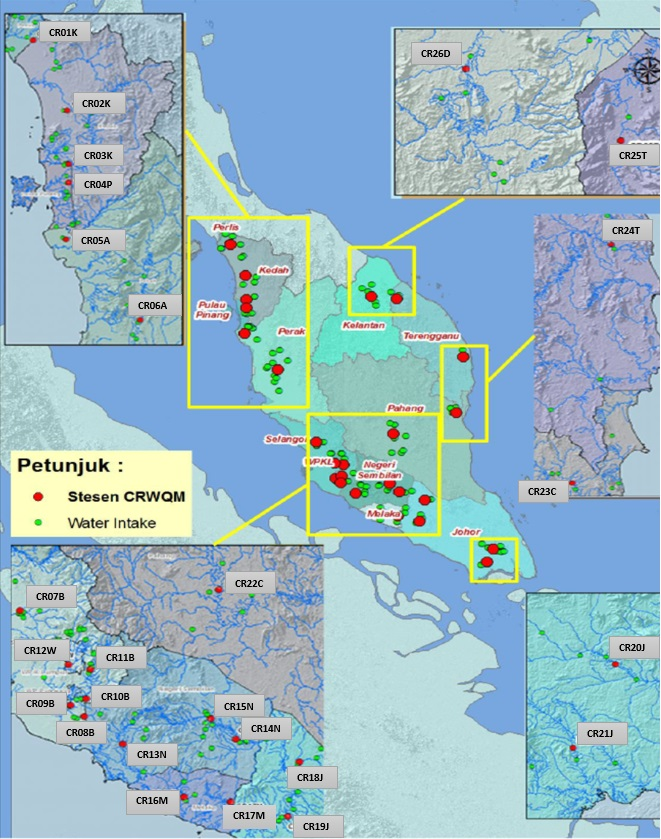 CR01K
CR02K
CR03K
CR04P
CR05A
CR06A
CR26D
CR25T
CR24T
CR23C
Perlis
Kedah
Pulau
Pinang
Perak
Kelantan
Terengganu
Pahang
Selangor
WPKL
Negeri
Sembilan
Melaka
Johor
Petunjuk :
Stesen CRWQM
Water Intake
CR07B
CR22C
CR12W
CR11B
CR09B
CR10B
CR08B
CR15N
CR14N
CR13N
CR16M
CR17M
CR18J
CR19J
CR20J
CR21J